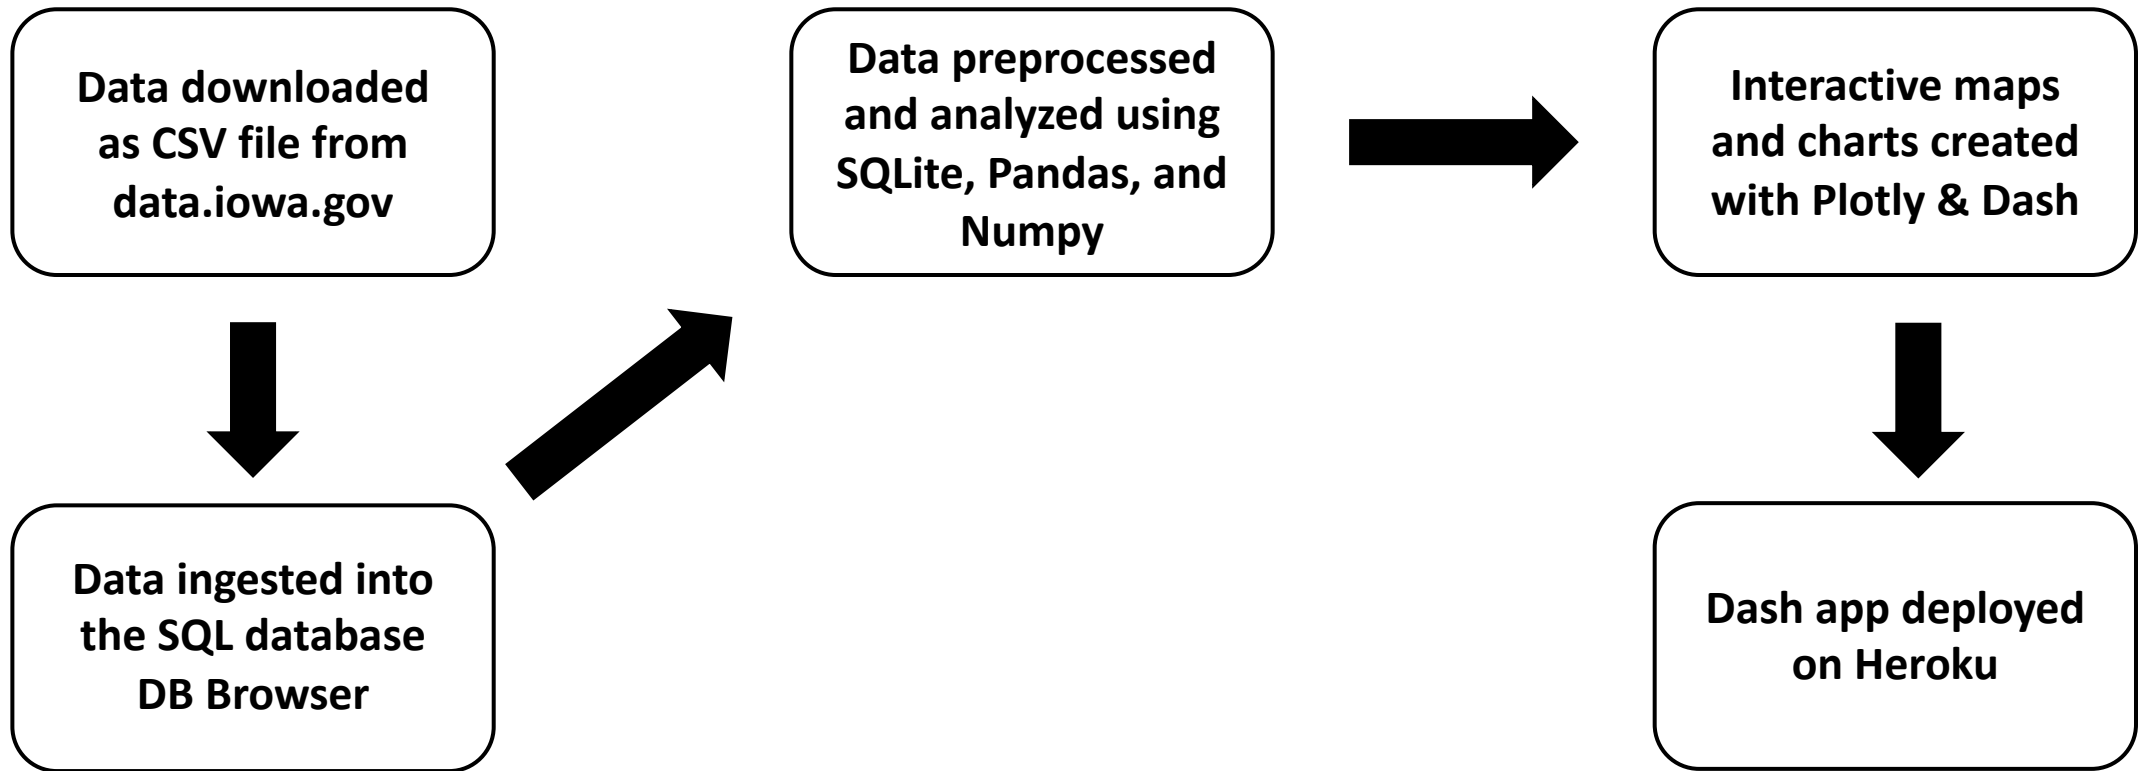 Data downloaded
as CSV file from
data.iowa.gov
Data ingested into
the SQL database
DB Browser
Data preprocessed
and analyzed using
SQLite, Pandas, and
Numpy
Interactive maps
and charts created
with Plotly & Dash
Dash app deployed
on Heroku